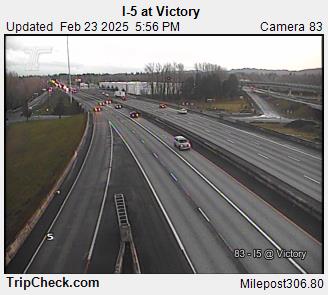 I-5 at Victory
Updated Feb 23 2025 5:56 PM Camera 83
S
83 - I5 @ Victory
TripCheck.com Milepost306.80